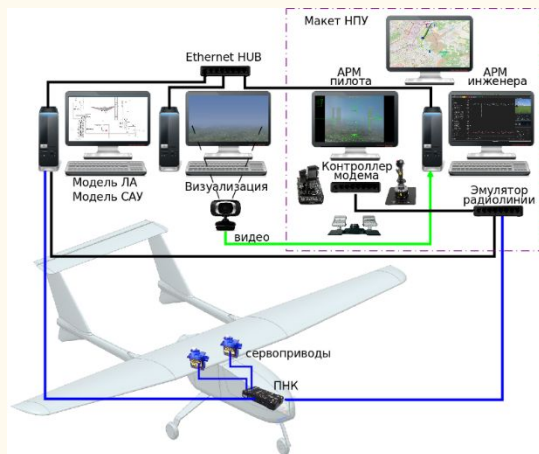 Макет НПУ
Ethernet HUB
АРМ
пилота
АРМ
инженера
Модель ЛА
Модель САУ
Визуализация
Контроллер
модема
Эмулятор
радиолинии
видео
сервоприводы
ПНК